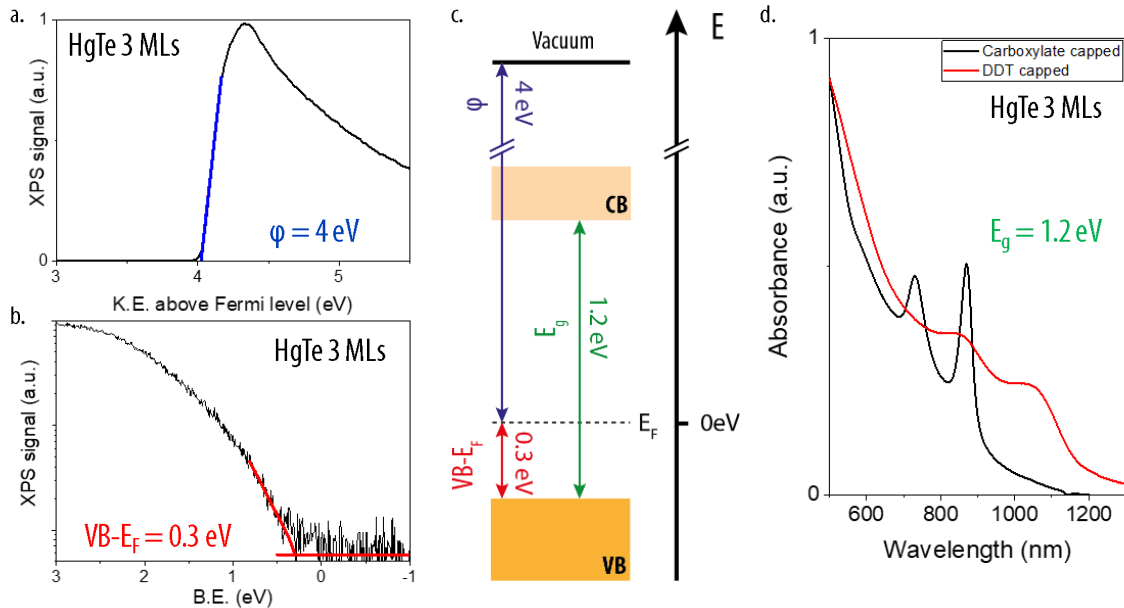 a.
1
HgTe 3 MLs
XPS signal (a.u.)
φ = 4 eV
0
3
4
5
K.E. above Fermi level (eV)
b.
HgTe 3 MLs
XPS signal (a.u.)
VB-E_F = 0.3 eV
3
2
1
0
-1
B.E. (eV)
c.
E
Vacuum
4 eV
φ
CB
1.2 eV
E_g
E_F
0eV
0.3 eV
VB-E_F
VB
d.
1
Carboxylate capped
DDT capped
HgTe 3 MLs
E_g = 1.2 eV
Absorbance (a.u.)
0
600
800
1000
1200
Wavelength (nm)